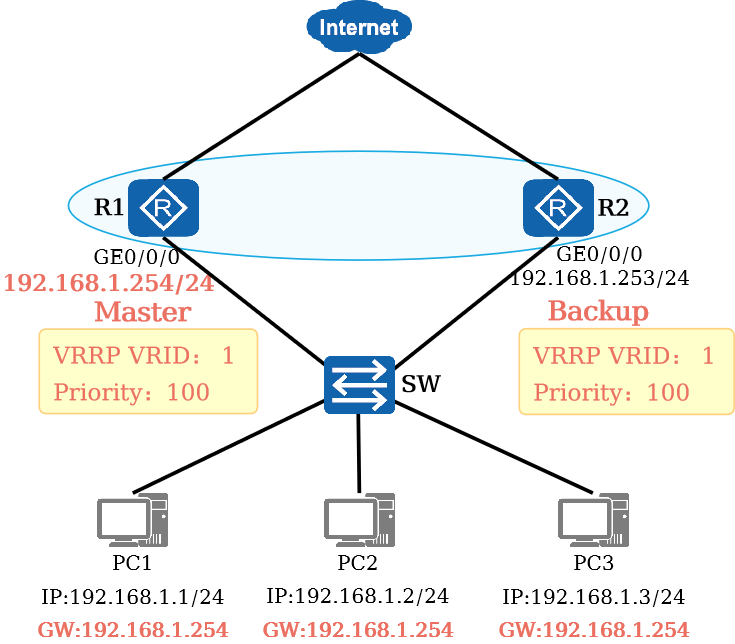 Internet
R
R1
R
R2
GE0/0/0
192.168.1.254/24
Master
GE0/0/0
192.168.1.253/24
Backup
VRRP VRID： 1
Priority：100
VRRP VRID： 1
Priority：100
SW
PC1
IP:192.168.1.1/24
GW:192.168.1.254
PC2
IP:192.168.1.2/24
GW:192.168.1.254
PC3
IP:192.168.1.3/24
GW:192.168.1.254